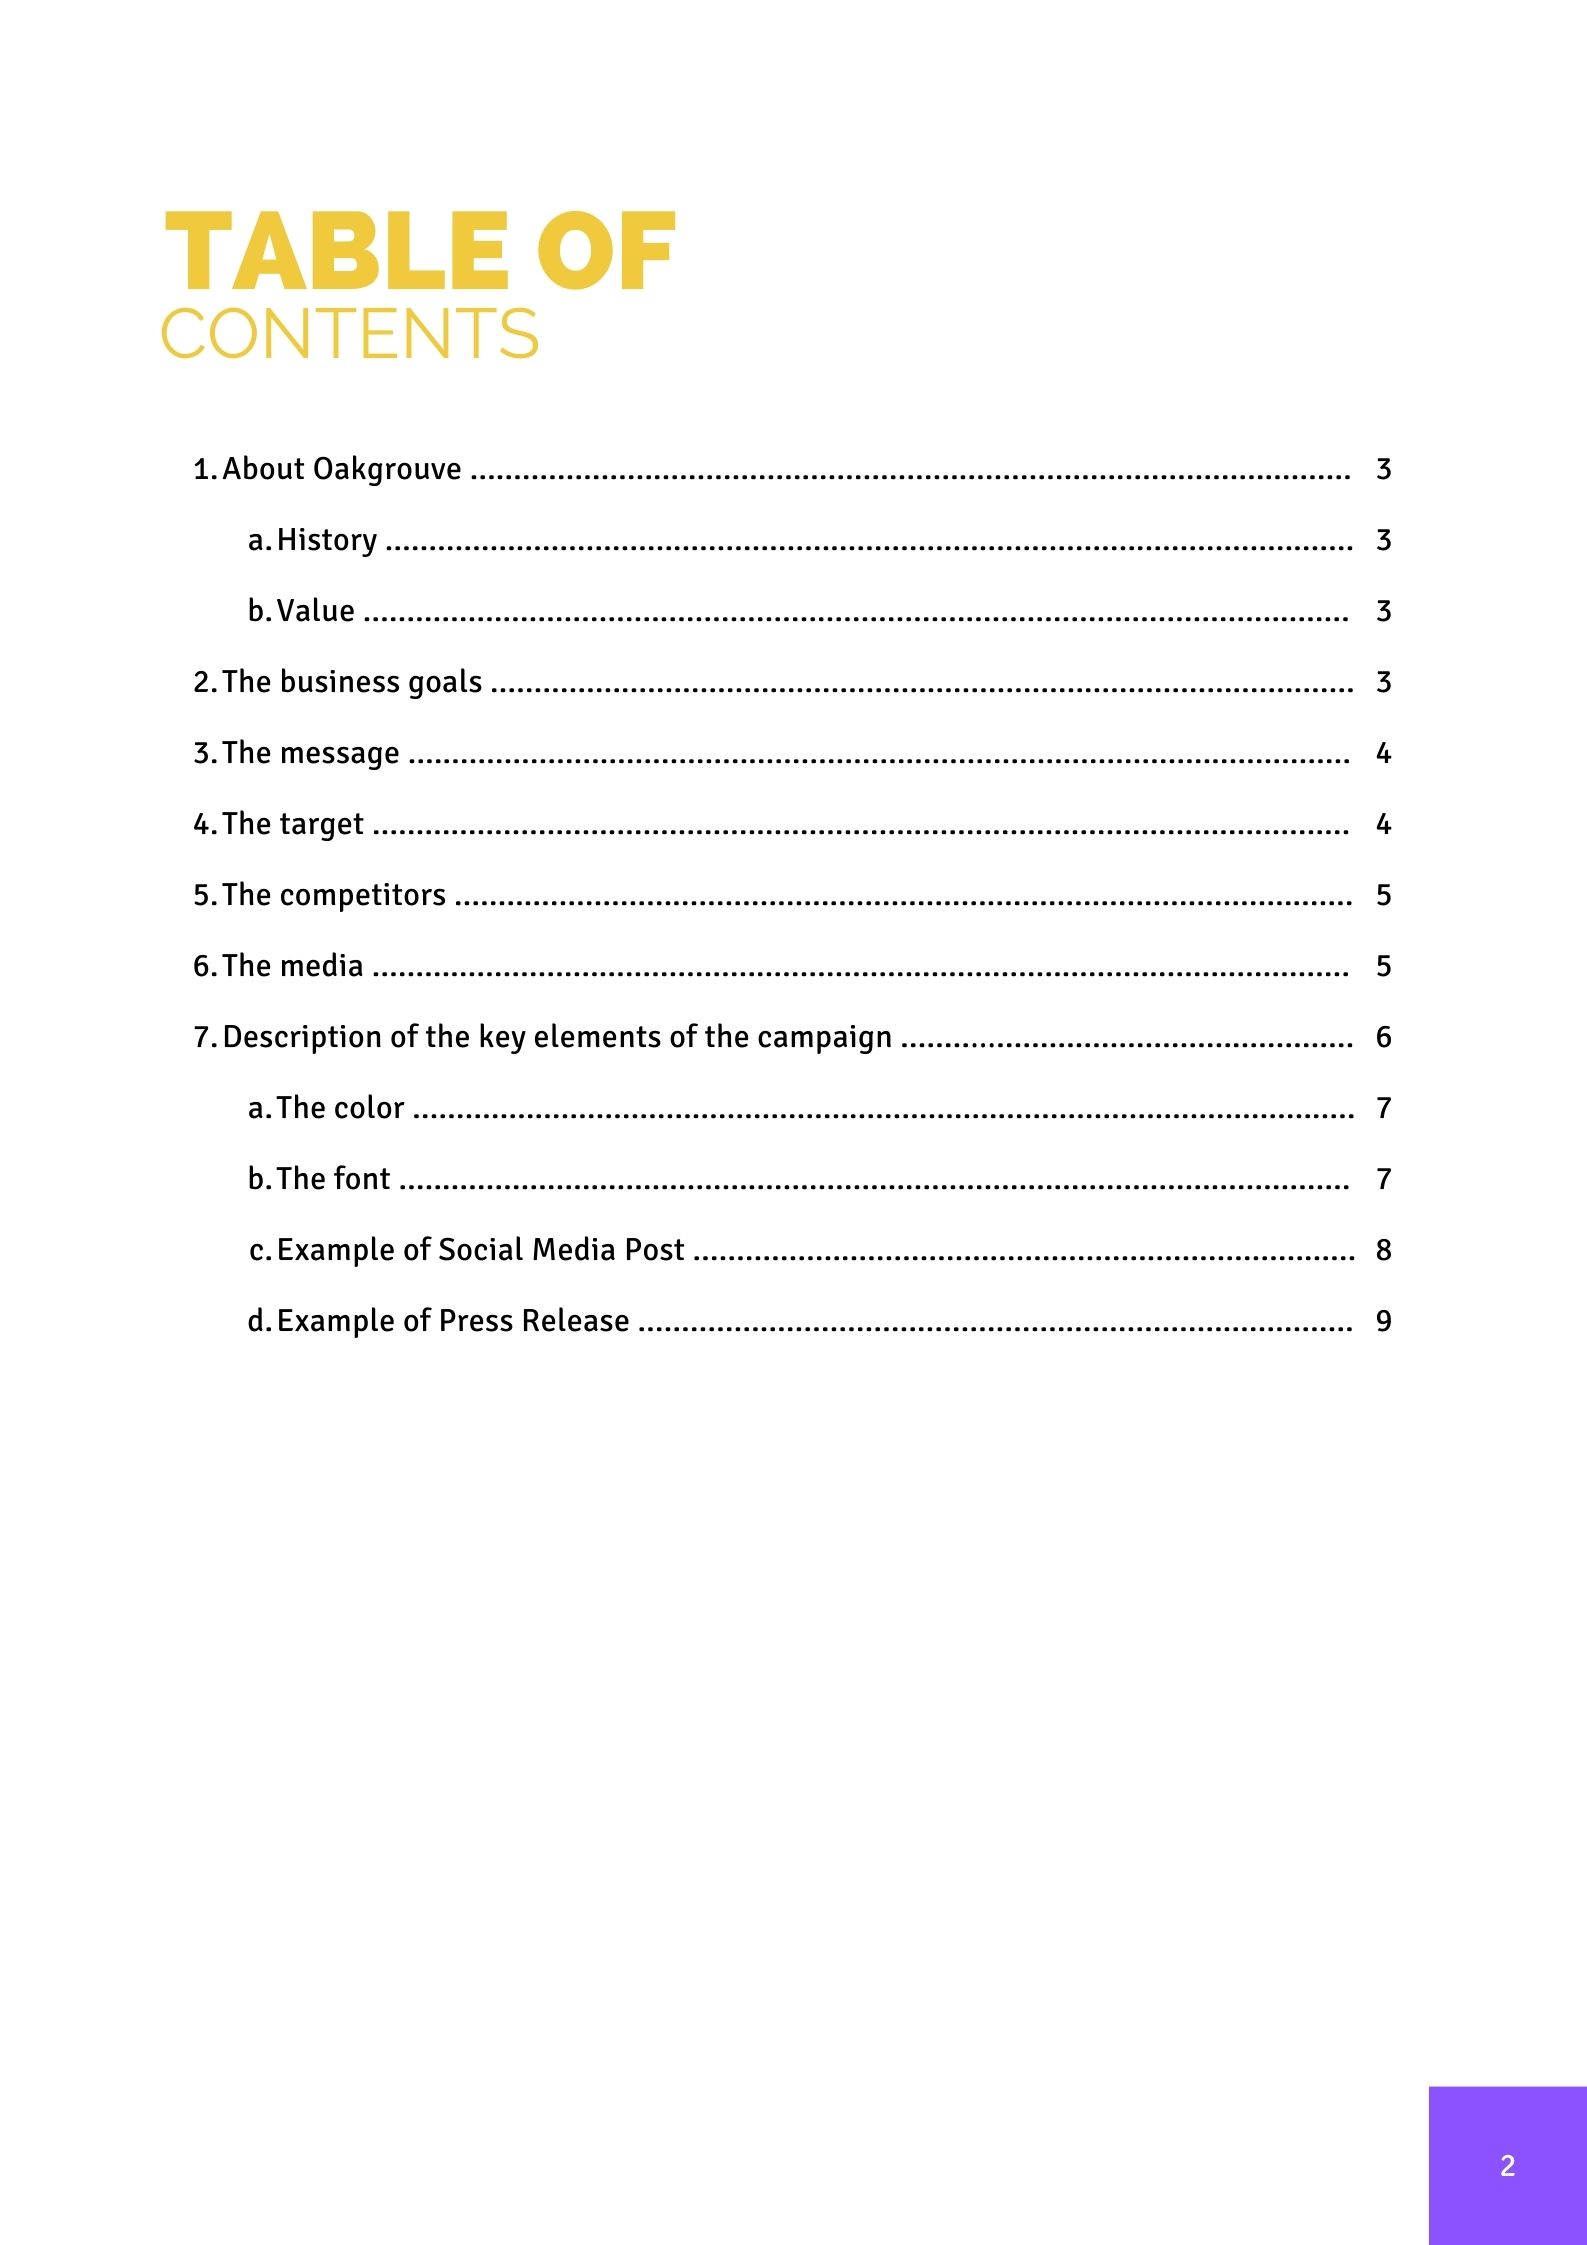 TABLE OF
CONTENTS
1. About Oakgrouve .................................................................................................... 3
a. History .............................................................................................................. 3
b. Value ................................................................................................................ 3
2. The business goals .................................................................................................. 3
3. The message ........................................................................................................... 4
4. The target ............................................................................................................... 4
5. The competitors ...................................................................................................... 5
6. The media ............................................................................................................... 5
7. Description of the key elements of the campaign .................................................... 6
a. The color ........................................................................................................... 7
b. The font ............................................................................................................ 7
c. Example of Social Media Post ........................................................................... 8
d. Example of Press Release ................................................................................. 9
2